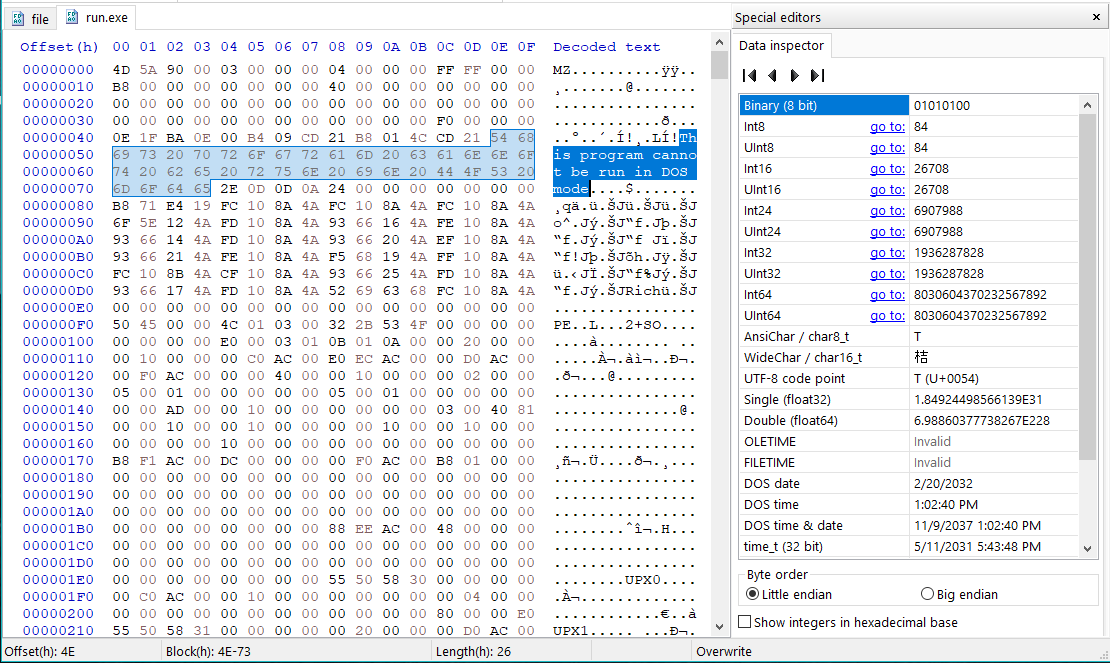 file
run.exe
Offset(h) 00 01 02 03 04 05 06 07 08 09 0A 0B 0C 0D 0E 0F Decoded text
00000000 4D 5A 90 00 03 00 00 00 04 00 00 00 FF FF 00 00 MZ..........ÿÿ..
00000010 B8 00 00 00 00 00 00 00 40 00 00 00 00 00 00 00 ¸.......@.......
00000020 00 00 00 00 00 00 00 00 00 00 00 00 00 00 00 00 ................
00000030 00 00 00 00 00 00 00 00 00 00 00 00 F0 00 00 00 ............ð...
00000040 0E 1F BA 0E 00 B4 09 CD 21 B8 01 4C CD 21 54 68 ..º..´.Í!¸.LÍ!Th
00000050 69 73 20 70 72 6F 67 72 61 6D 20 63 61 6E 6E 6F is program canno
00000060 74 20 62 65 20 72 75 6E 20 69 6E 20 44 4F 53 20 t be run in DOS
00000070 6D 6F 64 65 2E 0D 0D 0A 24 00 00 00 00 00 00 00 mode....$.......
00000080 B8 71 E4 19 FC 10 8A 4A FC 10 8A 4A FC 10 8A 4A ¸qä.ü.ŠJü.ŠJü.ŠJ
00000090 6F 5E 12 4A FD 10 8A 4A 93 66 16 4A FE 10 8A 4A o^.Jý.ŠJ“f.Jþ.ŠJ
000000A0 93 66 14 4A FD 10 8A 4A 93 66 20 4A EF 10 8A 4A “f.Jý.ŠJ“f Jï.ŠJ
000000B0 93 66 21 4A FE 10 8A 4A F5 68 19 4A FF 10 8A 4A “f!Jþ.ŠJõh.Jÿ.ŠJ
000000C0 FC 10 8B 4A CF 10 8A 4A 93 66 25 4A FD 10 8A 4A ü.‹JÏ.ŠJ“f%Jý.ŠJ
000000D0 93 66 17 4A FD 10 8A 4A 52 69 63 68 FC 10 8A 4A “f.Jý.ŠJRichü.ŠJ
000000E0 00 00 00 00 00 00 00 00 00 00 00 00 00 00 00 00 ................
000000F0 50 45 00 00 4C 01 03 00 32 2B 53 4F 00 00 00 00 PE..L...2+SO....
00000100 00 00 00 00 E0 00 03 01 0B 01 0A 00 00 00 20 00 00 ....à......... ..
00000110 00 10 00 00 00 C0 AC 00 E0 EC AC 00 00 D0 AC 00 .....À¬.àì¬..Ð¬.
00000120 00 F0 AC 00 00 00 40 00 00 10 00 00 00 02 00 00 .ð¬...@.........
00000130 05 00 01 00 00 00 00 00 05 00 01 00 00 00 00 00 ................
00000140 00 00 AD 00 00 10 00 00 00 00 00 00 03 00 40 81 ..............@.
00000150 00 00 10 00 00 10 00 00 00 00 10 00 00 10 00 00 ................
00000160 00 00 00 00 10 00 00 00 00 00 00 00 00 00 00 00 ................
00000170 B8 F1 AC 00 DC 00 00 00 00 F0 AC 00 B8 01 00 00 ¸ñ¬.Ü....ð¬.¸...
00000180 00 00 00 00 00 00 00 00 00 00 00 00 00 00 00 00 ................
00000190 00 00 00 00 00 00 00 00 00 00 00 00 00 00 00 00 ................
000001A0 00 00 00 00 00 00 00 00 00 00 00 00 00 00 00 00 ................
000001B0 00 00 00 00 00 00 00 00 88 EE AC 00 48 00 00 00 ........ˆî¬.H...
000001C0 00 00 00 00 00 00 00 00 00 00 00 00 00 00 00 00 ................
000001D0 00 00 00 00 00 00 00 00 00 00 00 00 00 00 00 00 ................
000001E0 00 00 00 00 00 00 00 00 55 50 58 30 00 00 00 00 ........UPX0....
000001F0 00 C0 AC 00 00 10 00 00 00 00 00 00 00 04 00 00 .À¬.............
00000200 00 00 00 00 00 00 00 00 00 00 00 00 80 00 00 E0 ............€..à
00000210 55 50 58 31 00 00 00 00 00 20 00 00 00 D0 AC 00 UPX1..... ...Ð¬.
Offset(h): 4E Block(h): 4E-73 Length(h): 26 Overwrite
Special editors
Data inspector
Binary (8 bit) 01010100
Int8 go to: 84
UInt8 go to: 84
Int16 go to: 26708
UInt16 go to: 26708
Int24 go to: 6907988
UInt24 go to: 6907988
Int32 go to: 1936287828
UInt32 go to: 1936287828
Int64 go to: 8030604370232567892
UInt64 go to: 8030604370232567892
AnsiChar / char8_t T
WideChar / char16_t 桔
UTF-8 code point T (U+0054)
Single (float32) 1.84924498566139E31
Double (float64) 6.98860377738267E228
OLETIME Invalid
FILETIME Invalid
DOS date 2/20/2032
DOS time 1:02:40 PM
DOS time & date 11/9/2037 1:02:40 PM
time_t (32 bit) 5/11/2031 5:43:48 PM
Byte order
Little endian
Big endian
Show integers in hexadecimal base